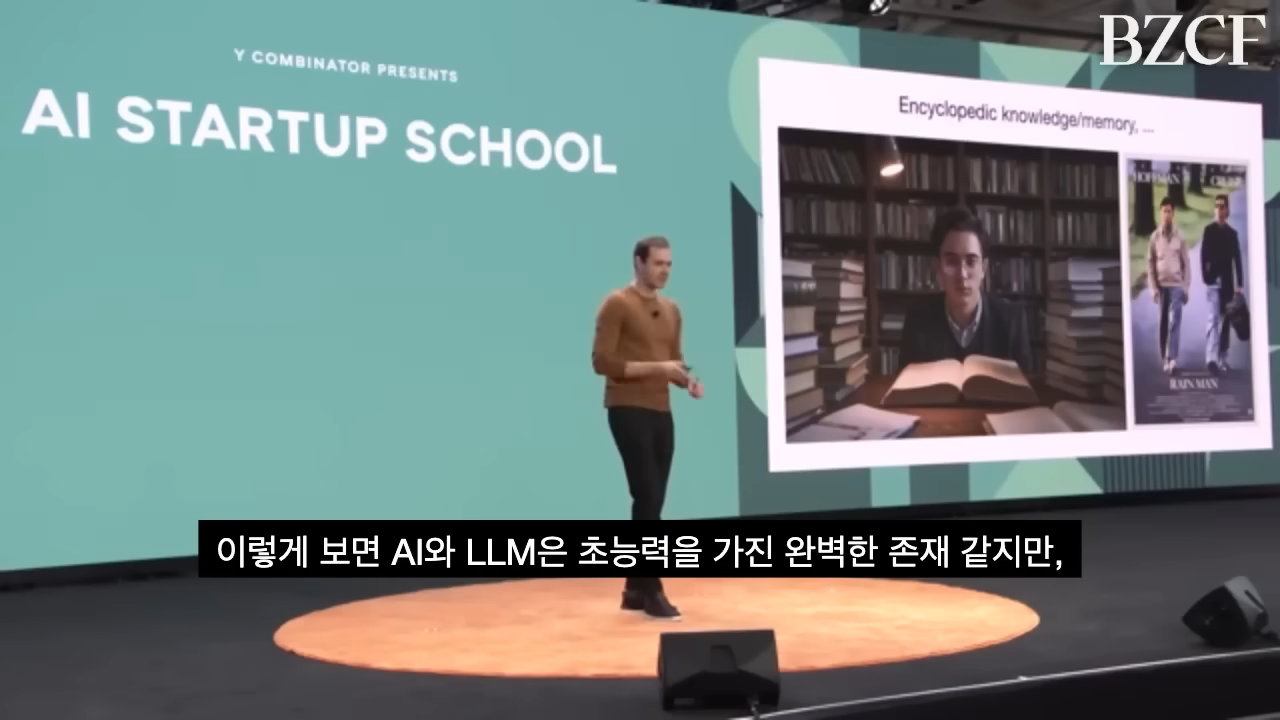 BZCF
Y COMBINATOR PRESENTS
AI STARTUP SCHOOL
Encyclopedic knowledge/memory, ...
HOFFMAN CRUISE
RAIN MAN
이렇게 보면 AI와 LLM은 초능력을 가진 완벽한 존재 같지만,